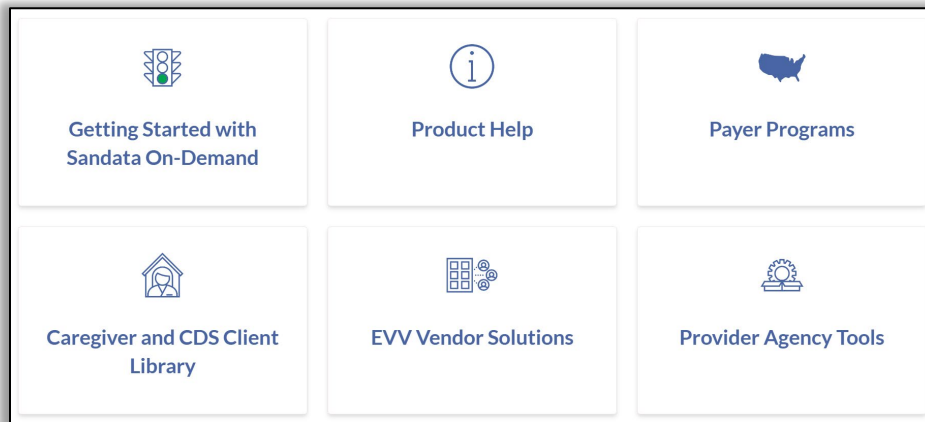 Getting Started with
Sandata On-Demand
Product Help
Payer Programs
Caregiver and CDS Client
Library
EVV Vendor Solutions
Provider Agency Tools